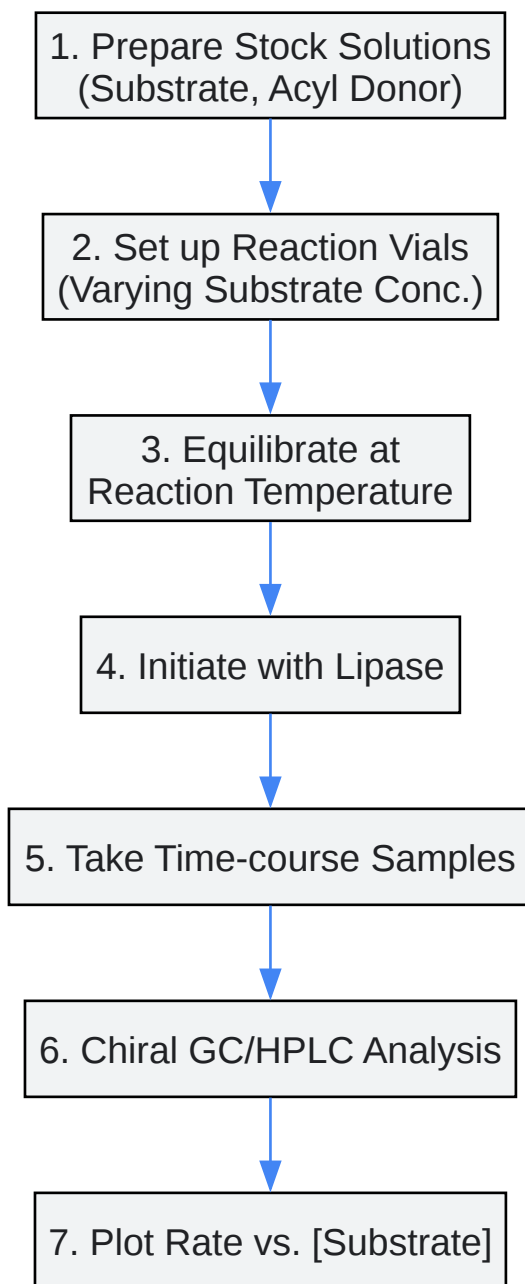 1. Prepare Stock Solutions
(Substrate, Acyl Donor)
2. Set up Reaction Vials
(Varying Substrate Conc.)
3. Equilibrate at
Reaction Temperature
4. Initiate with Lipase
5. Take Time-course Samples
6. Chiral GC/HPLC Analysis
7. Plot Rate vs. [Substrate]